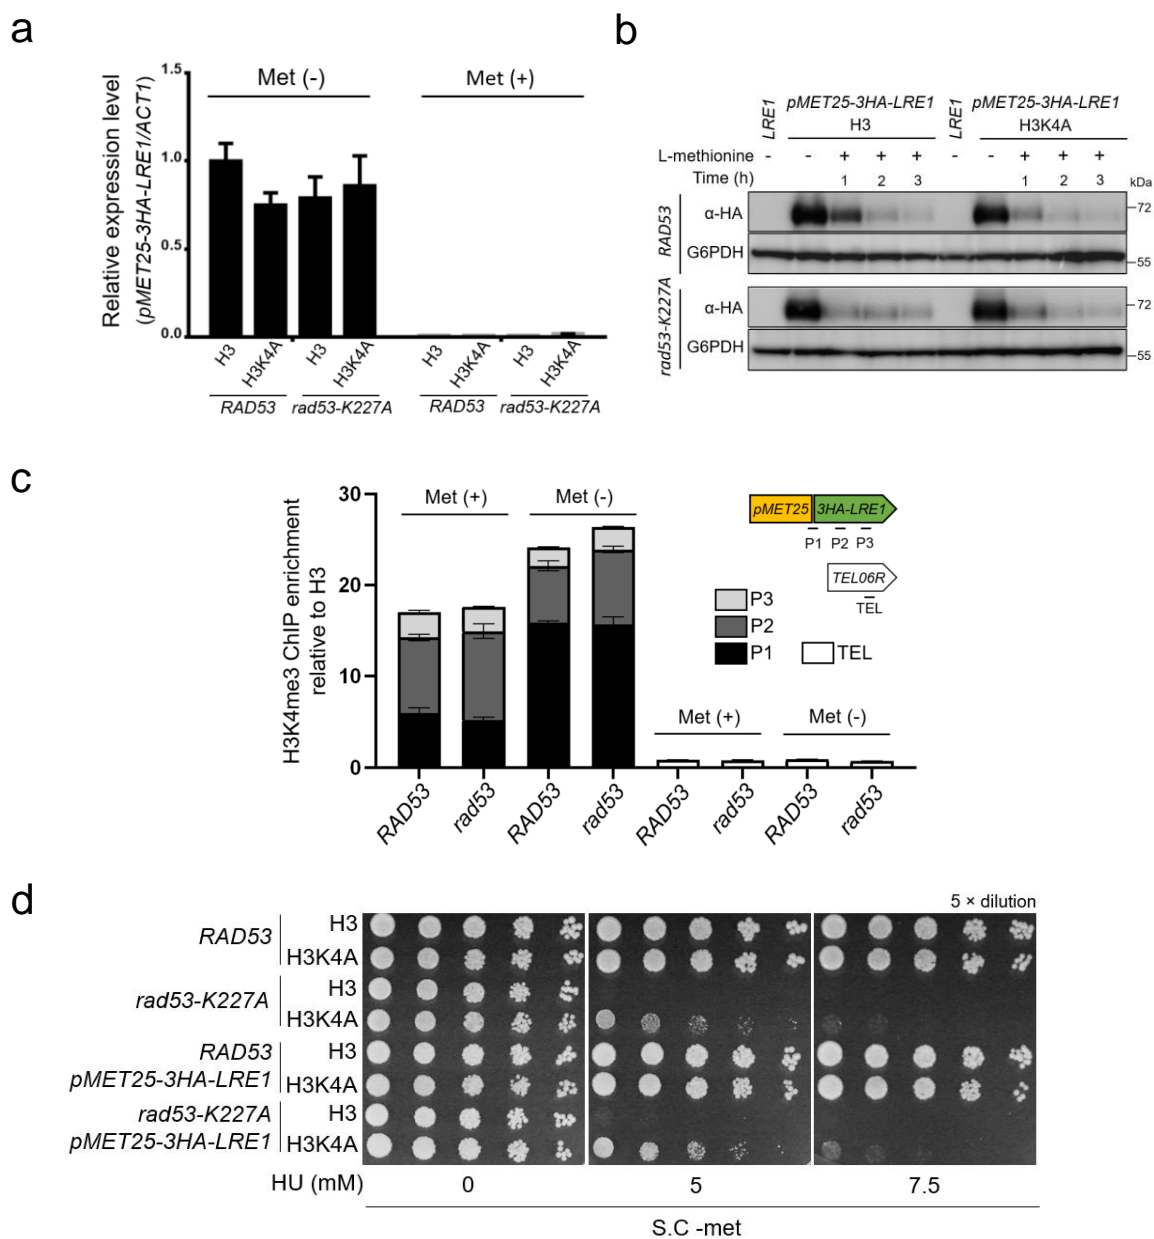 a
Relative expression level
(pMET25-3HA-LRE1/ACT1)
1.5
1.0
0.5
0.0
Met (-)
Met (+)
H3
H3K4A
H3
H3K4A
H3
H3K4A
H3
H3K4A
RAD53
rad53-K227A
RAD53
rad53-K227A
b
LRE1
pMET25-3HA-LRE1
H3
LRE1
pMET25-3HA-LRE1
H3K4A
L-methionine - - + + + - - + + +
Time (h) 1 2 3 1 2 3
kDa
RAD53
α-HA
72
G6PDH
55
rad53-K227A
α-HA
72
G6PDH
55
c
H3K4me3 ChIP enrichment
relative to H3
30
20
10
0
Met (+)
Met (-)
Met (+)
Met (-)
RAD53
rad53
RAD53
rad53
RAD53
rad53
RAD53
rad53
pMET25
3HA-LRE1
P1 P2 P3
TEL06R
TEL
P3
P2
P1
TEL
d
5 × dilution
RAD53
H3
H3K4A
rad53-K227A
H3
H3K4A
RAD53
pMET25-3HA-LRE1
H3
H3K4A
rad53-K227A
pMET25-3HA-LRE1
H3
H3K4A
HU (mM) 0 5 7.5
S.C -met